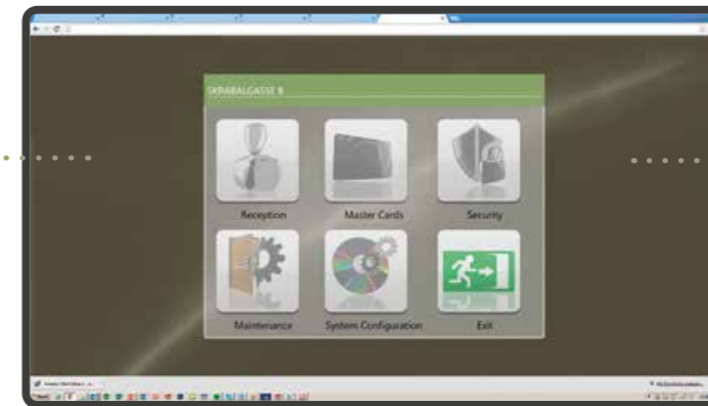 SKRABALGASSE 8
Reception
Master Cards
Security
Maintenance
System Configuration
Exit